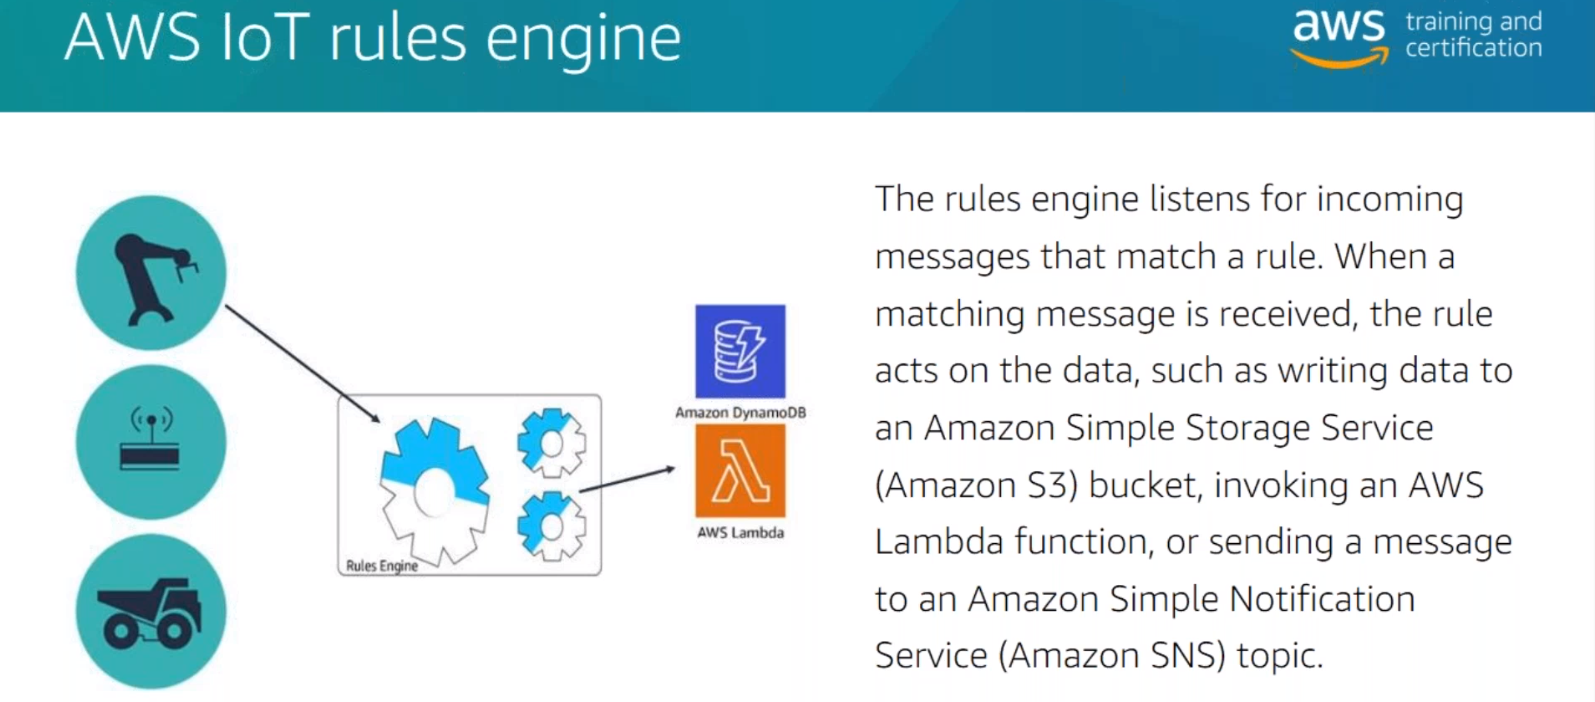 AWS IoT rules engine
aws training and
certification
The rules engine listens for incoming
messages that match a rule. When a
matching message is received, the rule
acts on the data, such as writing data to
an Amazon Simple Storage Service
(Amazon S3) bucket, invoking an AWS
Lambda function, or sending a message
to an Amazon Simple Notification
Service (Amazon SNS) topic.
Rules Engine
Amazon DynamoDB
AWS Lambda